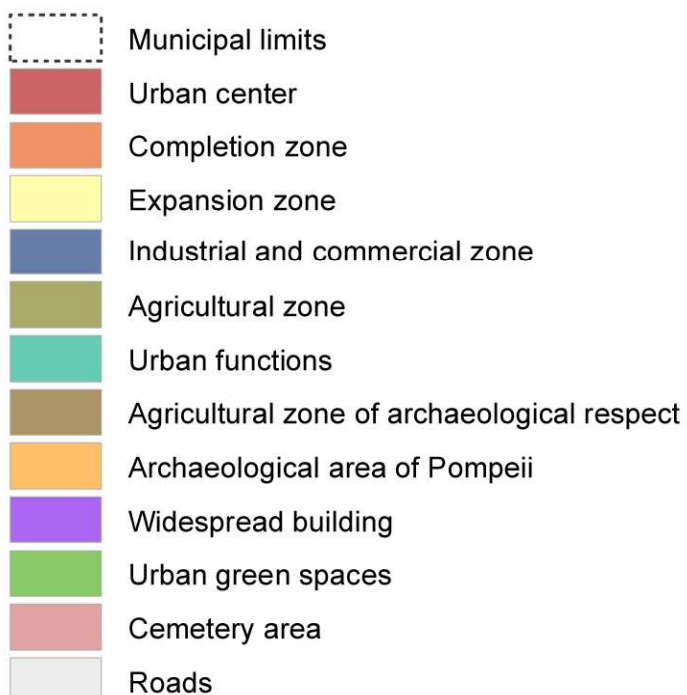 Municipal limits
Urban center
Completion zone
Expansion zone
Industrial and commercial zone
Agricultural zone
Urban functions
Agricultural zone of archaeological respect
Archaeological area of Pompeii
Widespread building
Urban green spaces
Cemetery area
Roads